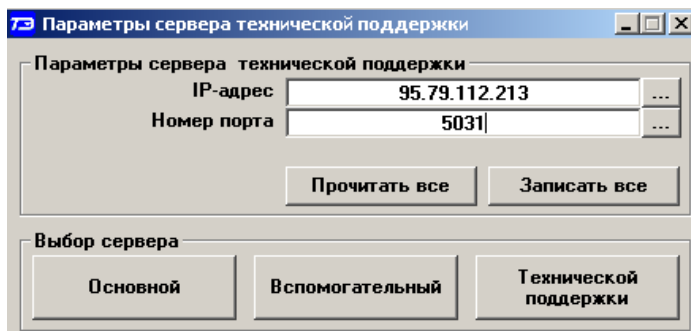 ТЭ Параметры сервера технической поддержки
Параметры сервера технической поддержки
IP-адрес 95.79.112.213 ...
Номер порта 5031 ...
Прочитать все Записать все
Выбор сервера
Основной Вспомогательный Технической поддержки